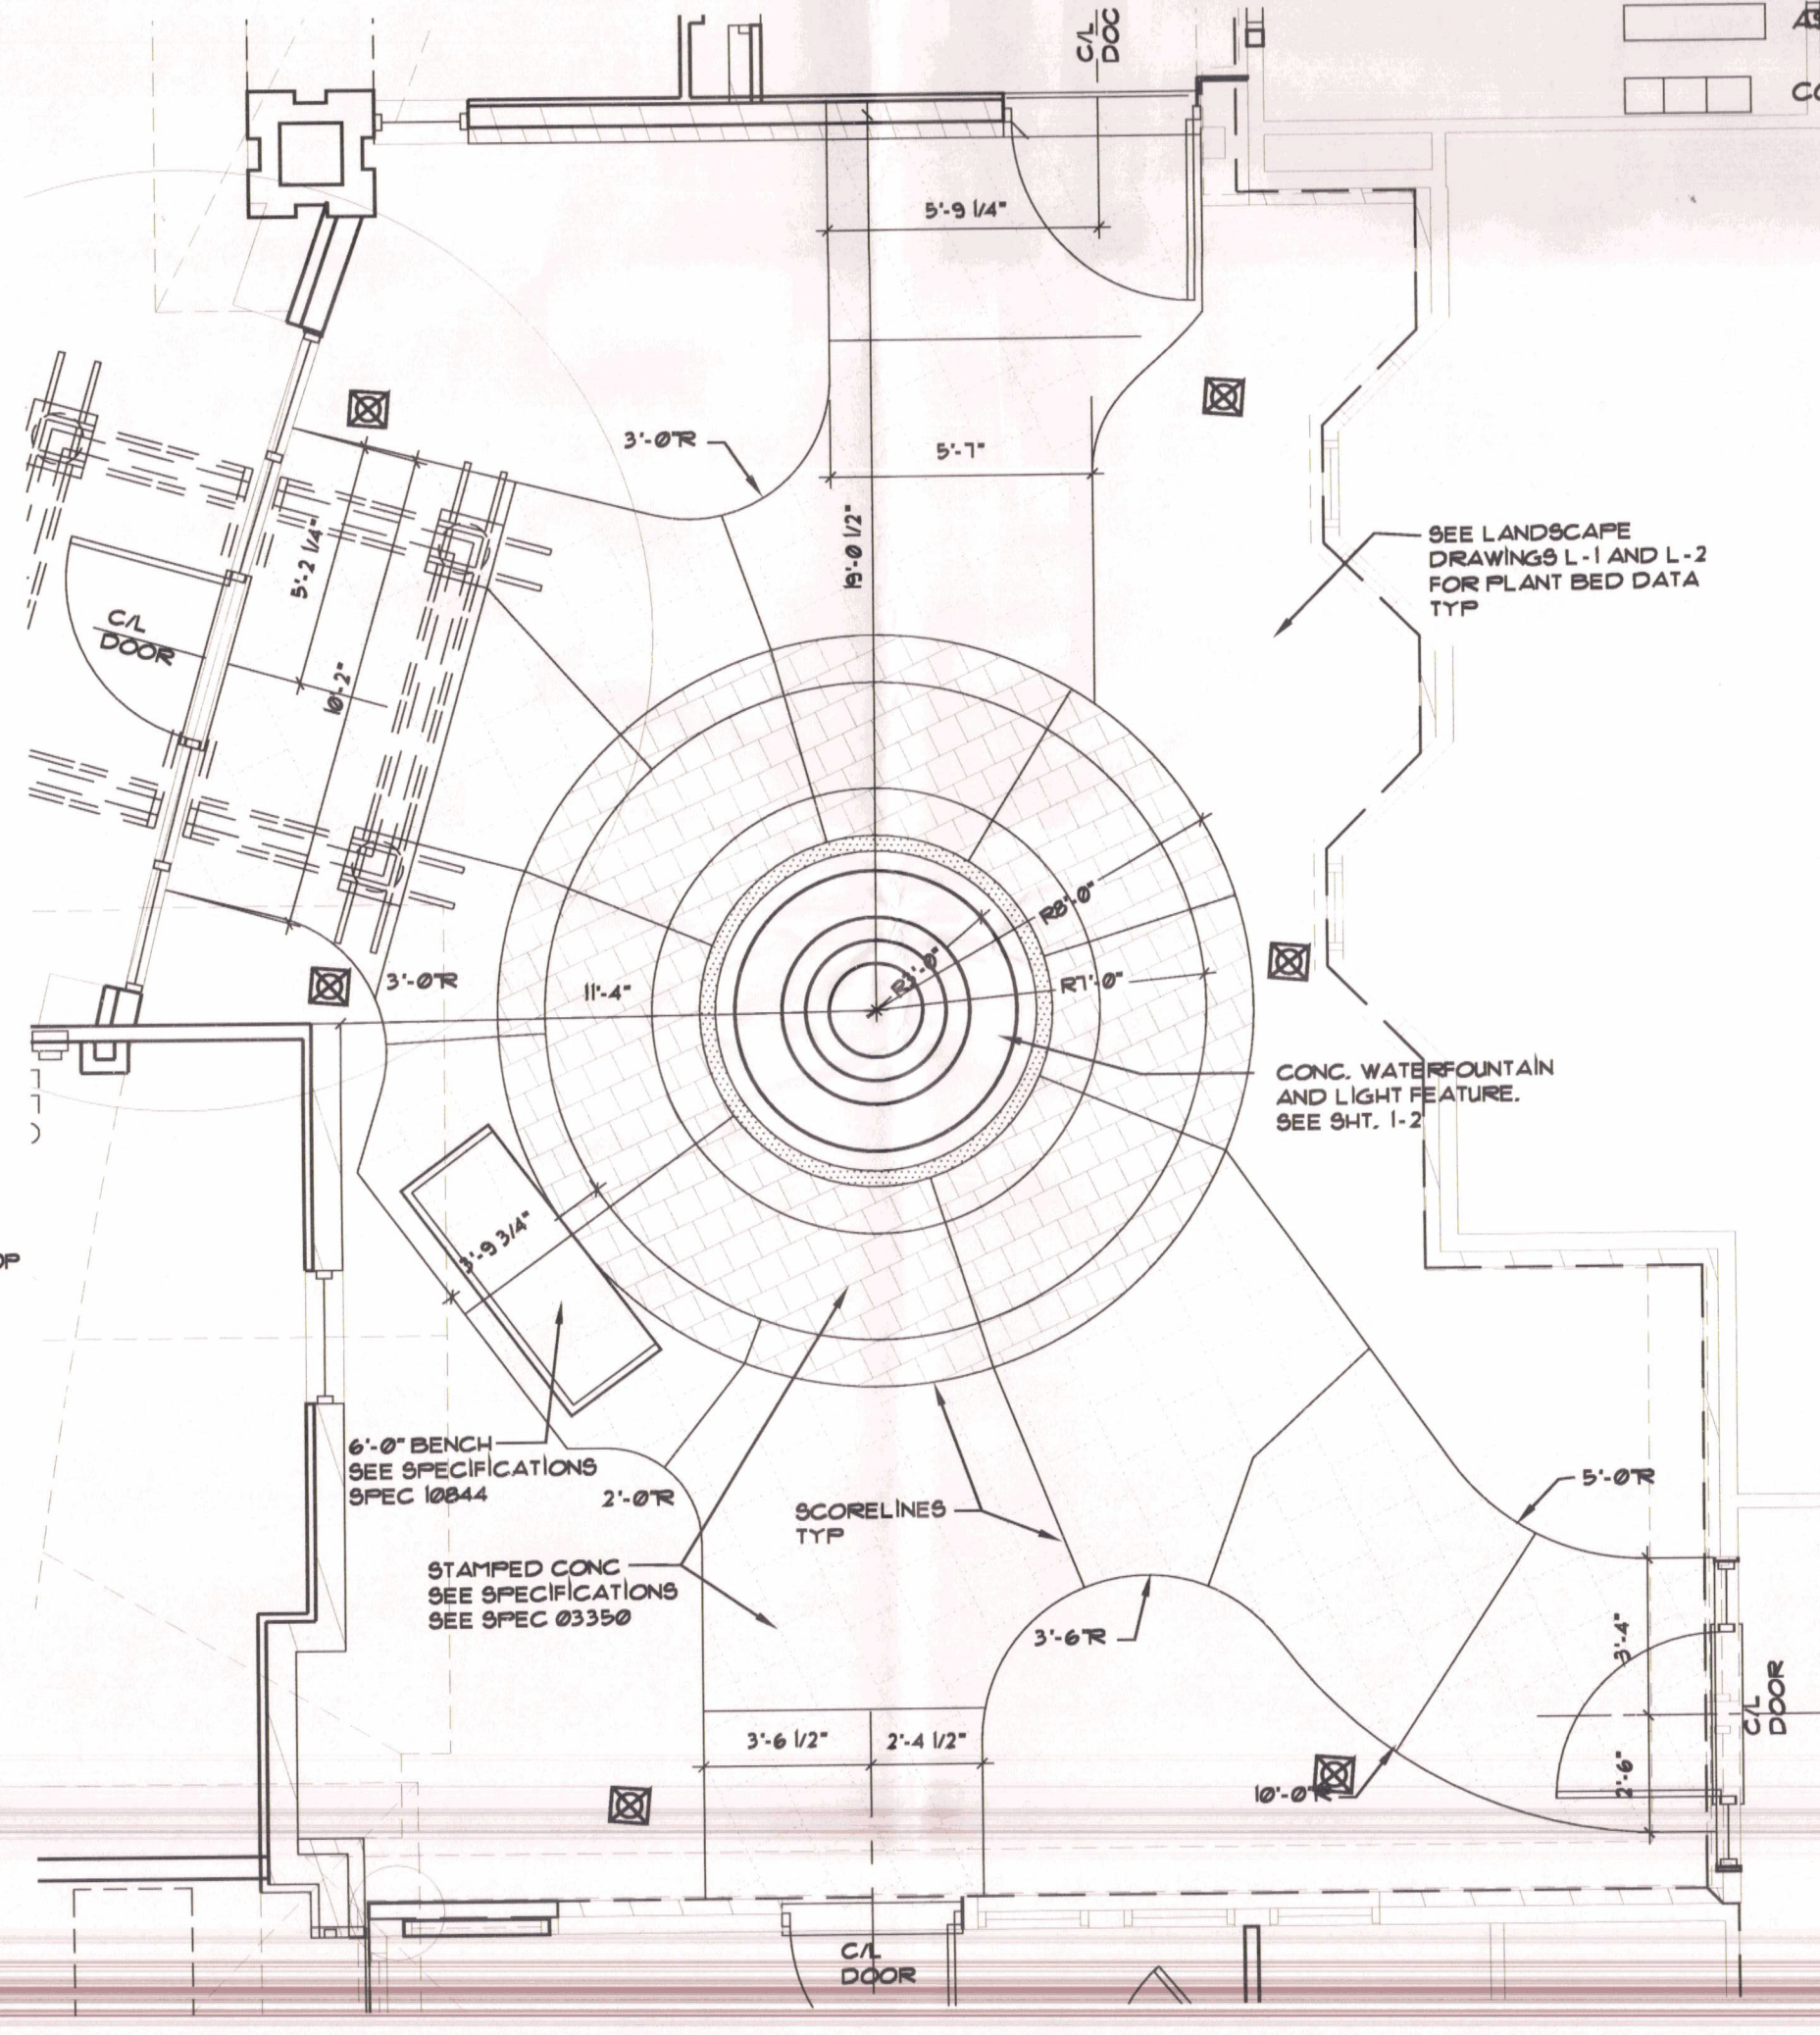 C/L
DOC
5'-9 1/4"
3'-0"R
5'-7"
19'-0 1/2"
SEE LANDSCAPE
DRAWINGS L-1 AND L-2
FOR PLANT BED DATA
TYP
5'-2 1/4"
C/L
DOOR
10'-2"
R8'-0"
R3'-0"
R7'-0"
3'-0"R
11'-4"
CONC. WATERFOUNTAIN
AND LIGHT FEATURE.
SEE SHT. I-2
3'-9 3/4"
OP
6'-0" BENCH
SEE SPECIFICATIONS
SPEC 10844
2'-0"R
SCORELINES
TYP
5'-0"R
STAMPED CONC
SEE SPECIFICATIONS
SEE SPEC 03350
3'-6"R
3'-4"
C/L
DOOR
3'-6 1/2"
2'-4 1/2"
10'-0"R
2'-6"
C/L
DOOR